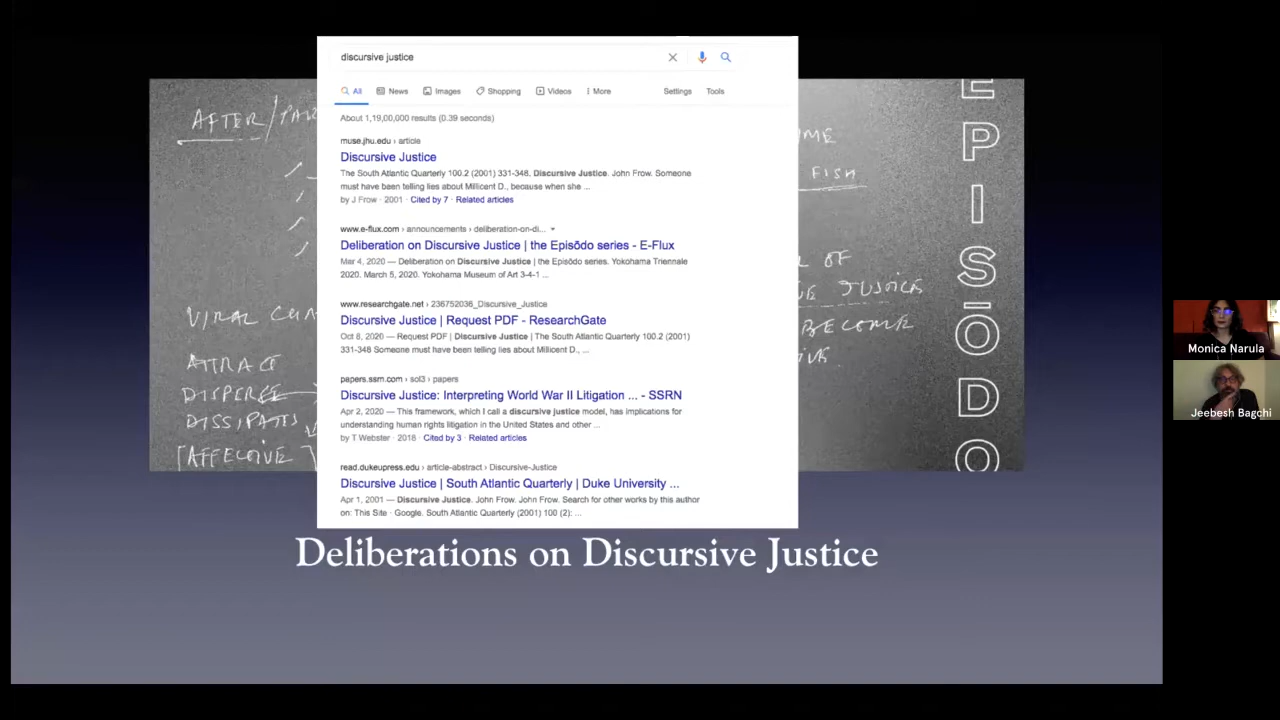 discursive justice
All News Images Shopping Videos More Settings Tools
About 1,19,00,000 results (0.39 seconds)
muse.jhu.edu › article
Discursive Justice
The South Atlantic Quarterly 100.2 (2001) 331-348. Discursive Justice. John Frow. Someone
must have been telling lies about Millicent D., because when she ...
by J Frow · 2001 · Cited by 7 · Related articles
www.e-flux.com › announcements › deliberation-on-di...
Deliberation on Discursive Justice | the Episōdo series - E-Flux
Mar 4, 2020 — Deliberation on Discursive Justice | the Episōdo series. Yokohama Triennale
2020. March 5, 2020. Yokohama Museum of Art 3-4-1 ...
www.researchgate.net › 236752036_Discursive_Justice
Discursive Justice | Request PDF - ResearchGate
Oct 8, 2020 — Request PDF | Discursive Justice | The South Atlantic Quarterly 100.2 (2001)
331-348 Someone must have been telling lies about Millicent D., ...
papers.ssrn.com › sol3 › papers
Discursive Justice: Interpreting World War II Litigation ... - SSRN
Apr 2, 2020 — This framework, which I call a discursive justice model, has implications for
understanding human rights litigation in the United States and other ...
by T Webster · 2018 · Cited by 3 · Related articles
read.dukeupress.edu › article-abstract › Discursive-Justice
Discursive Justice | South Atlantic Quarterly | Duke University ...
Apr 1, 2001 — Discursive Justice. John Frow. John Frow. Search for other works by this author
on: This Site · Google. South Atlantic Quarterly (2001) 100 (2): ...
AFTER/
VIRAL
ATTRACT
DISPERSE
DISSIPATE
[AFFECTIVE
FISH
OF
JUSTICE
BECOME
EPISŌDO
Deliberations on Discursive Justice
Monica Narula
Jeebesh Bagchi